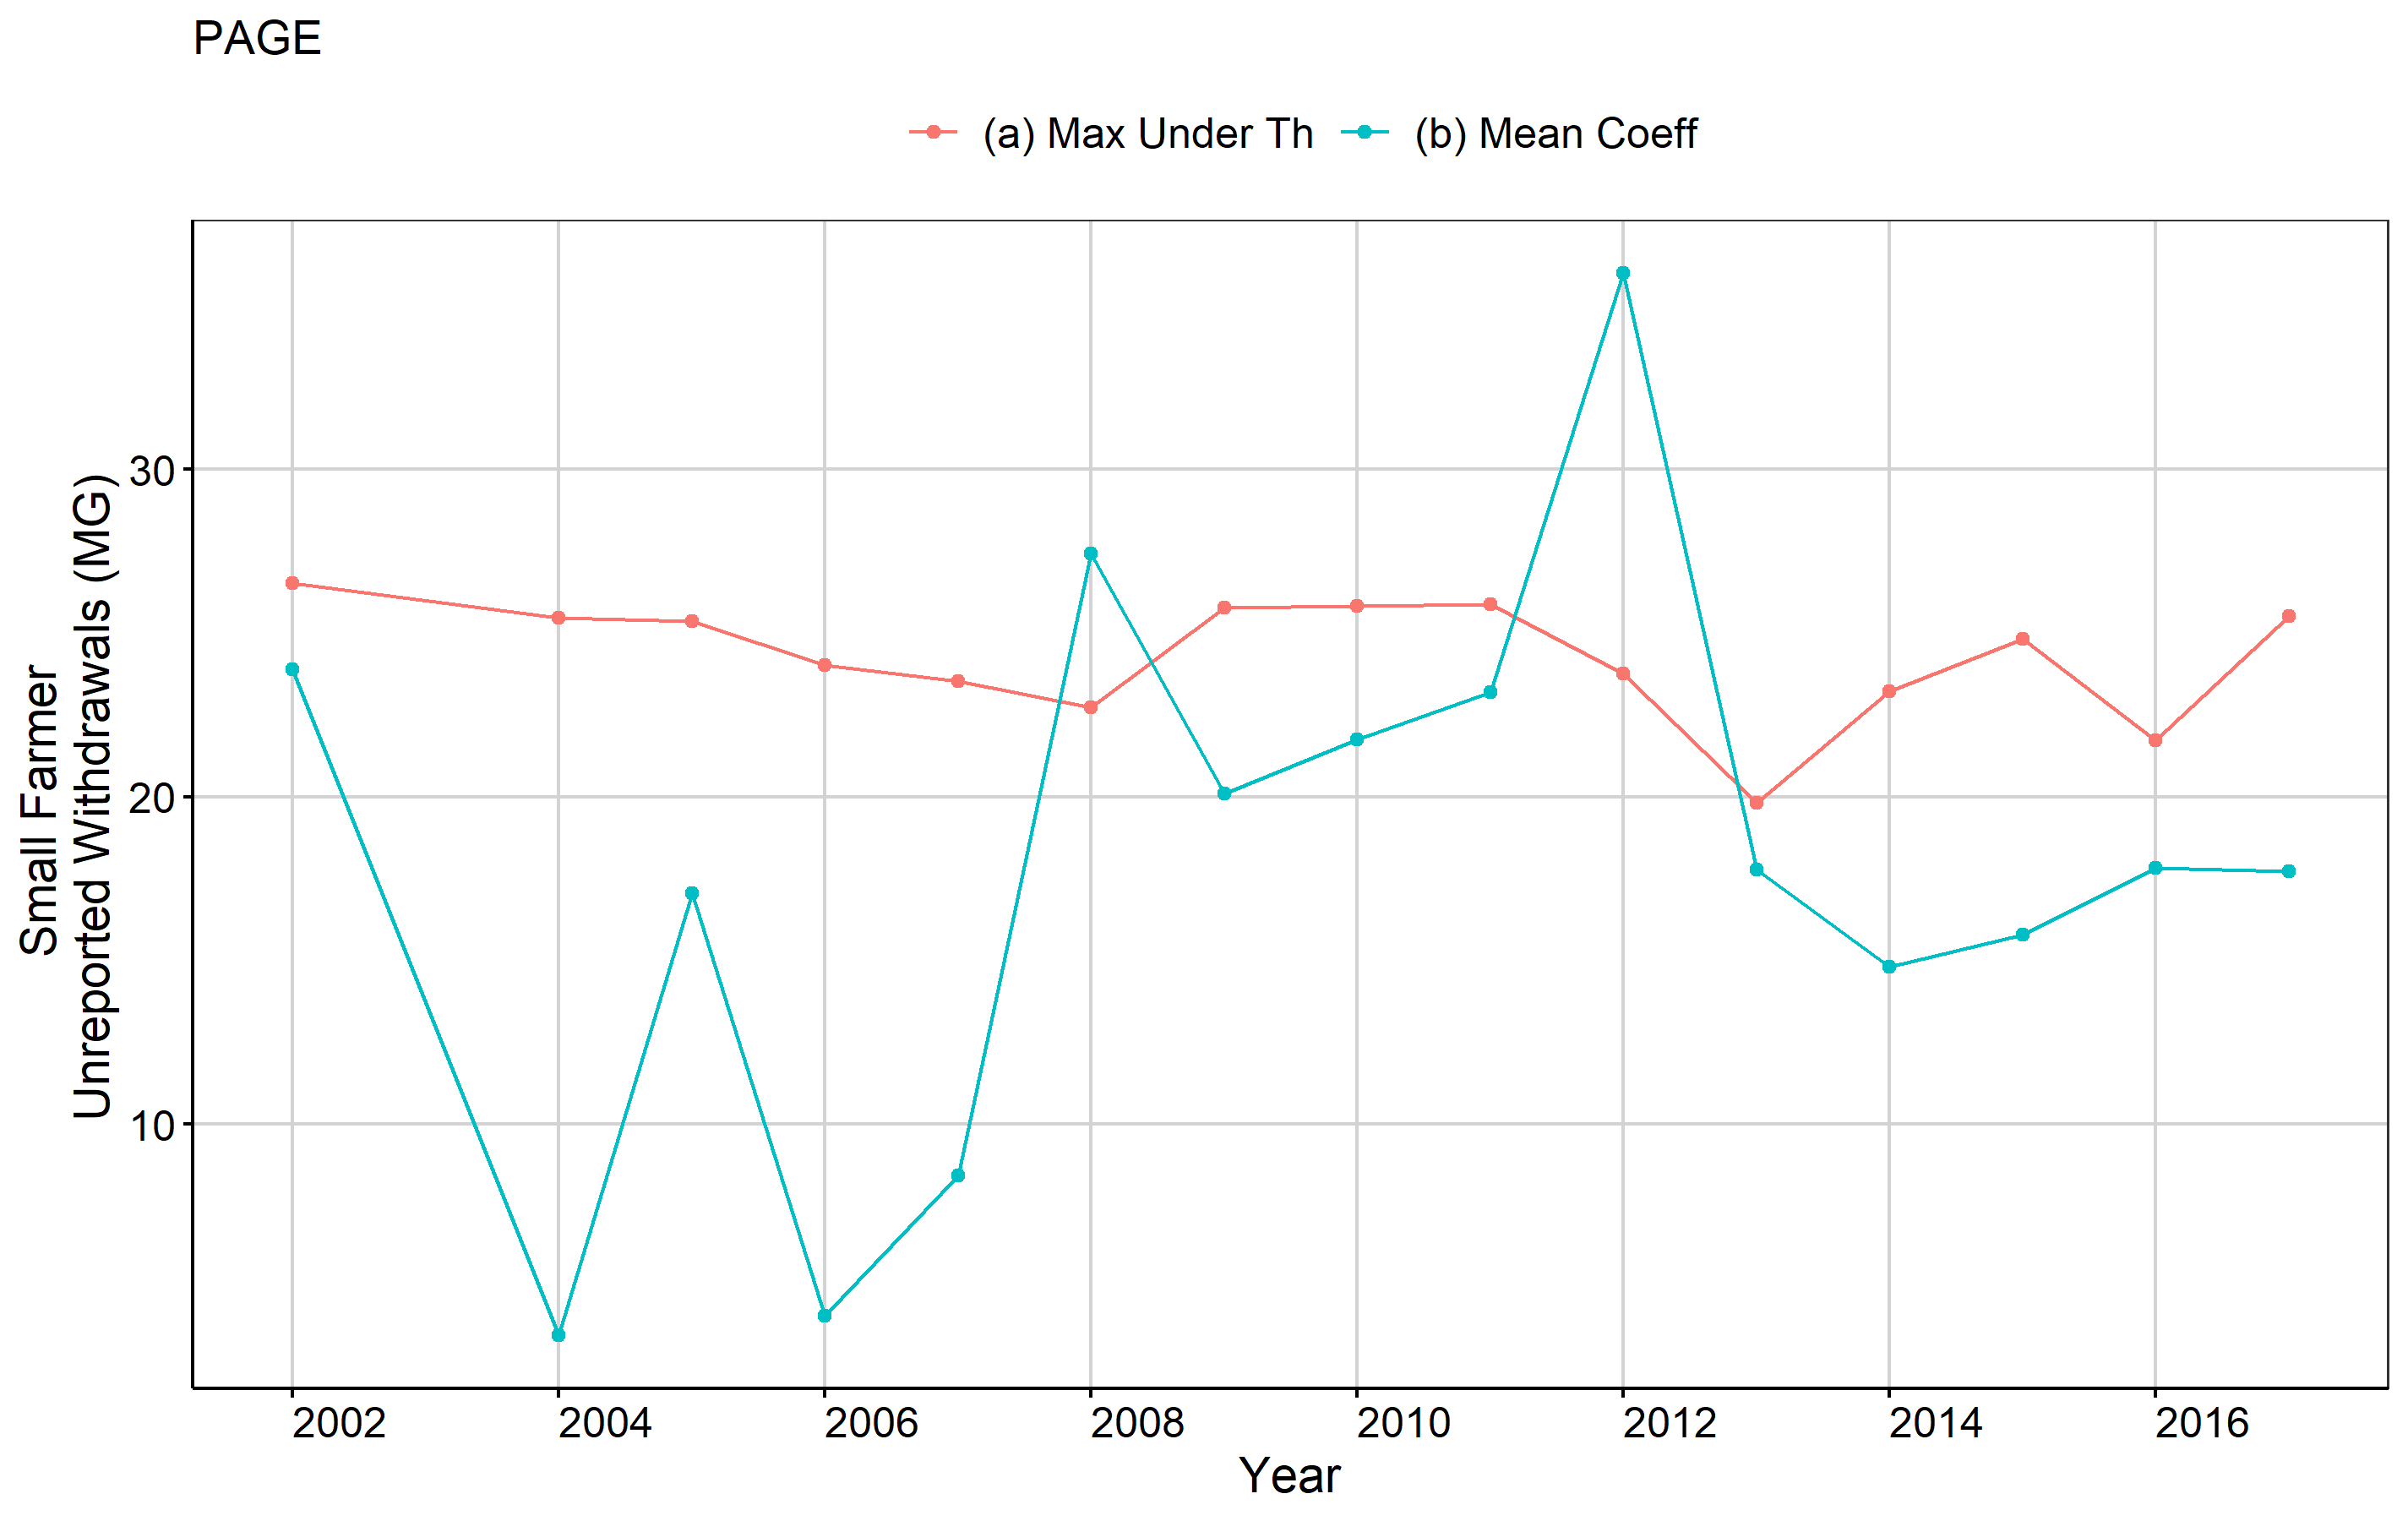 PAGE
(a) Max Under Th (b) Mean Coeff
Small Farmer
Unreported Withdrawals (MG)
30
20
10
2002 2004 2006 2008 2010 2012 2014 2016
Year